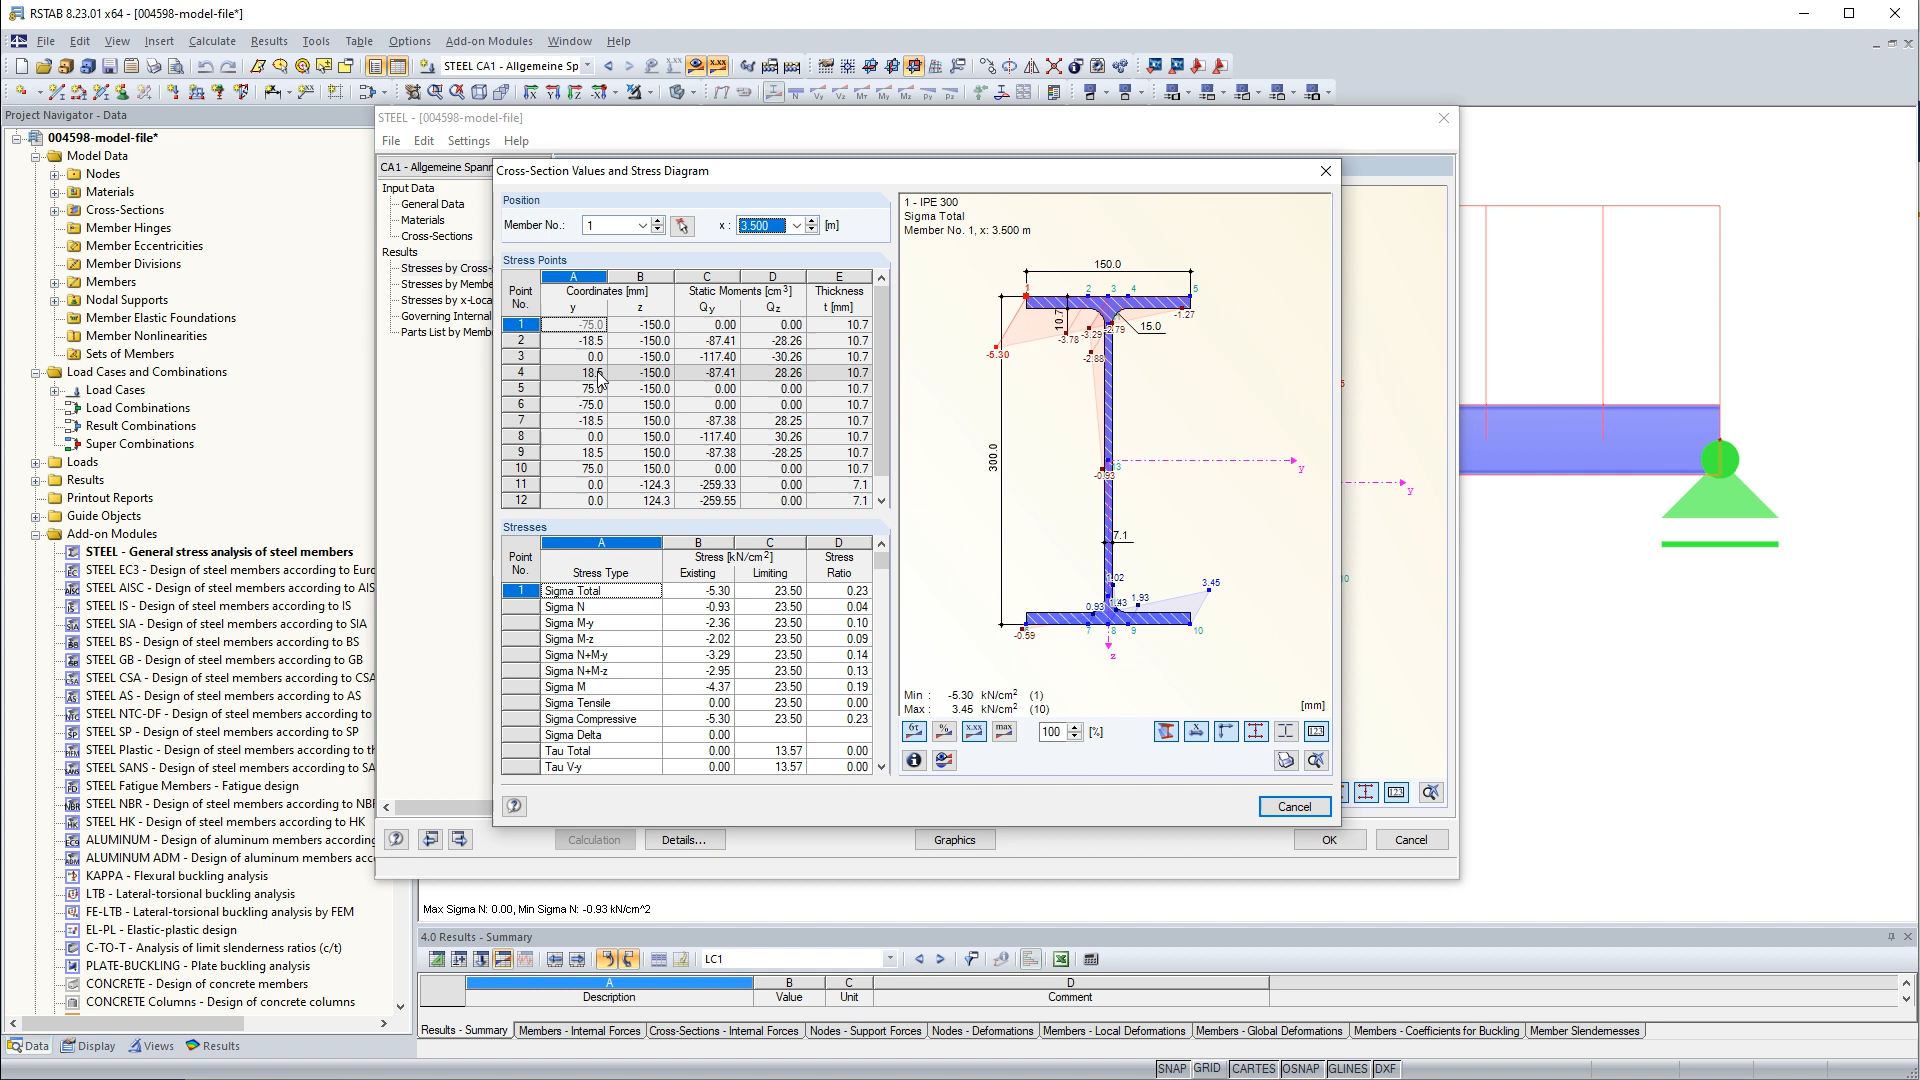 RSTAB 8.23.01 x64 - [004598-model-file*]
File Edit View Insert Calculate Results Tools Table Options Add-on Modules Window Help
STEEL CA1 - Allgemeine Sp
Project Navigator - Data
004598-model-file*
Model Data
Nodes
Materials
Cross-Sections
Member Hinges
Member Eccentricities
Member Divisions
Members
Nodal Supports
Member Elastic Foundations
Member Nonlinearities
Sets of Members
Load Cases and Combinations
Load Cases
Load Combinations
Result Combinations
Super Combinations
Loads
Results
Printout Reports
Guide Objects
Add-on Modules
STEEL - General stress analysis of steel members
STEEL EC3 - Design of steel members according to Euro
STEEL AISC - Design of steel members according to AIS
STEEL IS - Design of steel members according to IS
STEEL SIA - Design of steel members according to SIA
STEEL BS - Design of steel members according to BS
STEEL GB - Design of steel members according to GB
STEEL CSA - Design of steel members according to CSA
STEEL AS - Design of steel members according to AS
STEEL NTC-DF - Design of steel members according to
STEEL SP - Design of steel members according to SP
STEEL Plastic - Design of steel members according to th
STEEL SANS - Design of steel members according to SA
STEEL Fatigue Members - Fatigue design
STEEL NBR - Design of steel members according to NBR
STEEL HK - Design of steel members according to HK
ALUMINUM - Design of aluminum members according
ALUMINUM ADM - Design of aluminum members acc
KAPPA - Flexural buckling analysis
LTB - Lateral-torsional buckling analysis
FE-LTB - Lateral-torsional buckling analysis by FEM
EL-PL - Elastic-plastic design
C-TO-T - Analysis of limit slenderness ratios (c/t)
PLATE-BUCKLING - Plate buckling analysis
CONCRETE - Design of concrete members
CONCRETE Columns - Design of concrete columns
Data Display Views Results
STEEL - [004598-model-file]
File Edit Settings Help
CA1 - Allgemeine Spann
Input Data
General Data
Materials
Cross-Sections
Results
Stresses by Cross-
Stresses by Membe
Stresses by x-Loca
Governing Internal
Parts List by Memb
Cross-Section Values and Stress Diagram
Position
Member No.: 1 x : 3.500 [m]
Stress Points
A B C D E
Point No. Coordinates [mm] Static Moments [cm3] Thickness
y z Qy Qz t [mm]
1 -75.0 -150.0 0.00 0.00 10.7
2 -18.5 -150.0 -87.41 -28.26 10.7
3 0.0 -150.0 -117.40 -30.26 10.7
4 18.5 -150.0 -87.41 28.26 10.7
5 75.0 -150.0 0.00 0.00 10.7
6 -75.0 150.0 0.00 0.00 10.7
7 -18.5 150.0 -87.38 28.25 10.7
8 0.0 150.0 -117.40 30.26 10.7
9 18.5 150.0 -87.38 -28.25 10.7
10 75.0 150.0 0.00 0.00 10.7
11 0.0 -124.3 -259.33 0.00 7.1
12 0.0 124.3 -259.55 0.00 7.1
Stresses
A B C D
Point No. Stress [kN/cm2] Stress
Stress Type Existing Limiting Ratio
1 Sigma Total -5.30 23.50 0.23
Sigma N -0.93 23.50 0.04
Sigma M-y -2.36 23.50 0.10
Sigma M-z -2.02 23.50 0.09
Sigma N+M-y -3.29 23.50 0.14
Sigma N+M-z -2.95 23.50 0.13
Sigma M -4.37 23.50 0.19
Sigma Tensile 0.00 23.50 0.00
Sigma Compressive -5.30 23.50 0.23
Sigma Delta 0.00
Tau Total 0.00 13.57 0.00
Tau V-y 0.00 13.57 0.00
1 - IPE 300
Sigma Total
Member No. 1, x: 3.500 m
150.0
1 2 3 4 5
10.7
15.0
-1.27
-5.30
-3.78
-3.29
-2.79
-2.88
300.0
-0.93
13
y
7.1
1.02
3.45
0.93
1.43
1.93
-0.59
7 8 9 10
z
Min : -5.30 kN/cm2 (1)
Max : 3.45 kN/cm2 (10)
[mm]
100 [%]
Cancel
y
Calculation Details... Graphics OK Cancel
Max Sigma N: 0.00, Min Sigma N: -0.93 kN/cm^2
4.0 Results - Summary
LC1
A B C D
Description Value Unit Comment
Results - Summary Members - Internal Forces Cross-Sections - Internal Forces Nodes - Support Forces Nodes - Deformations Members - Local Deformations Members - Global Deformations Members - Coefficients for Buckling Member Slendernesses
SNAP GRID CARTES OSNAP GLINES DXF